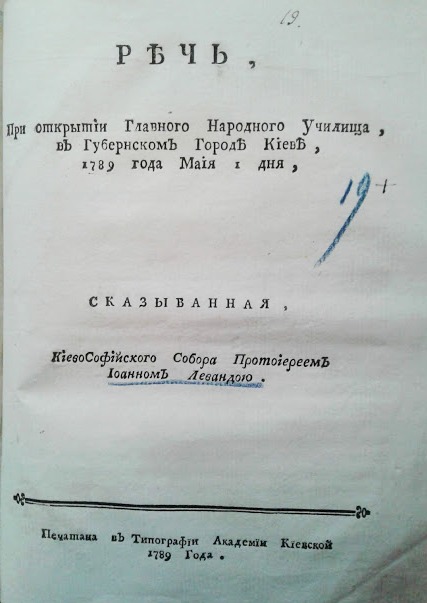 19.
РѢЧЬ,
При открытіи Главного Народного Училища,
въ Губернскомъ Городѣ Кіевѣ,
1789 года Маія 1 дня,
19 +
СКАЗЫВАННАЯ,
КіевоСофійского Собора Протоіереемъ
Іоанномъ Левандою.
Печатана въ Типографіи Академіи Кіевской
1789 Года.